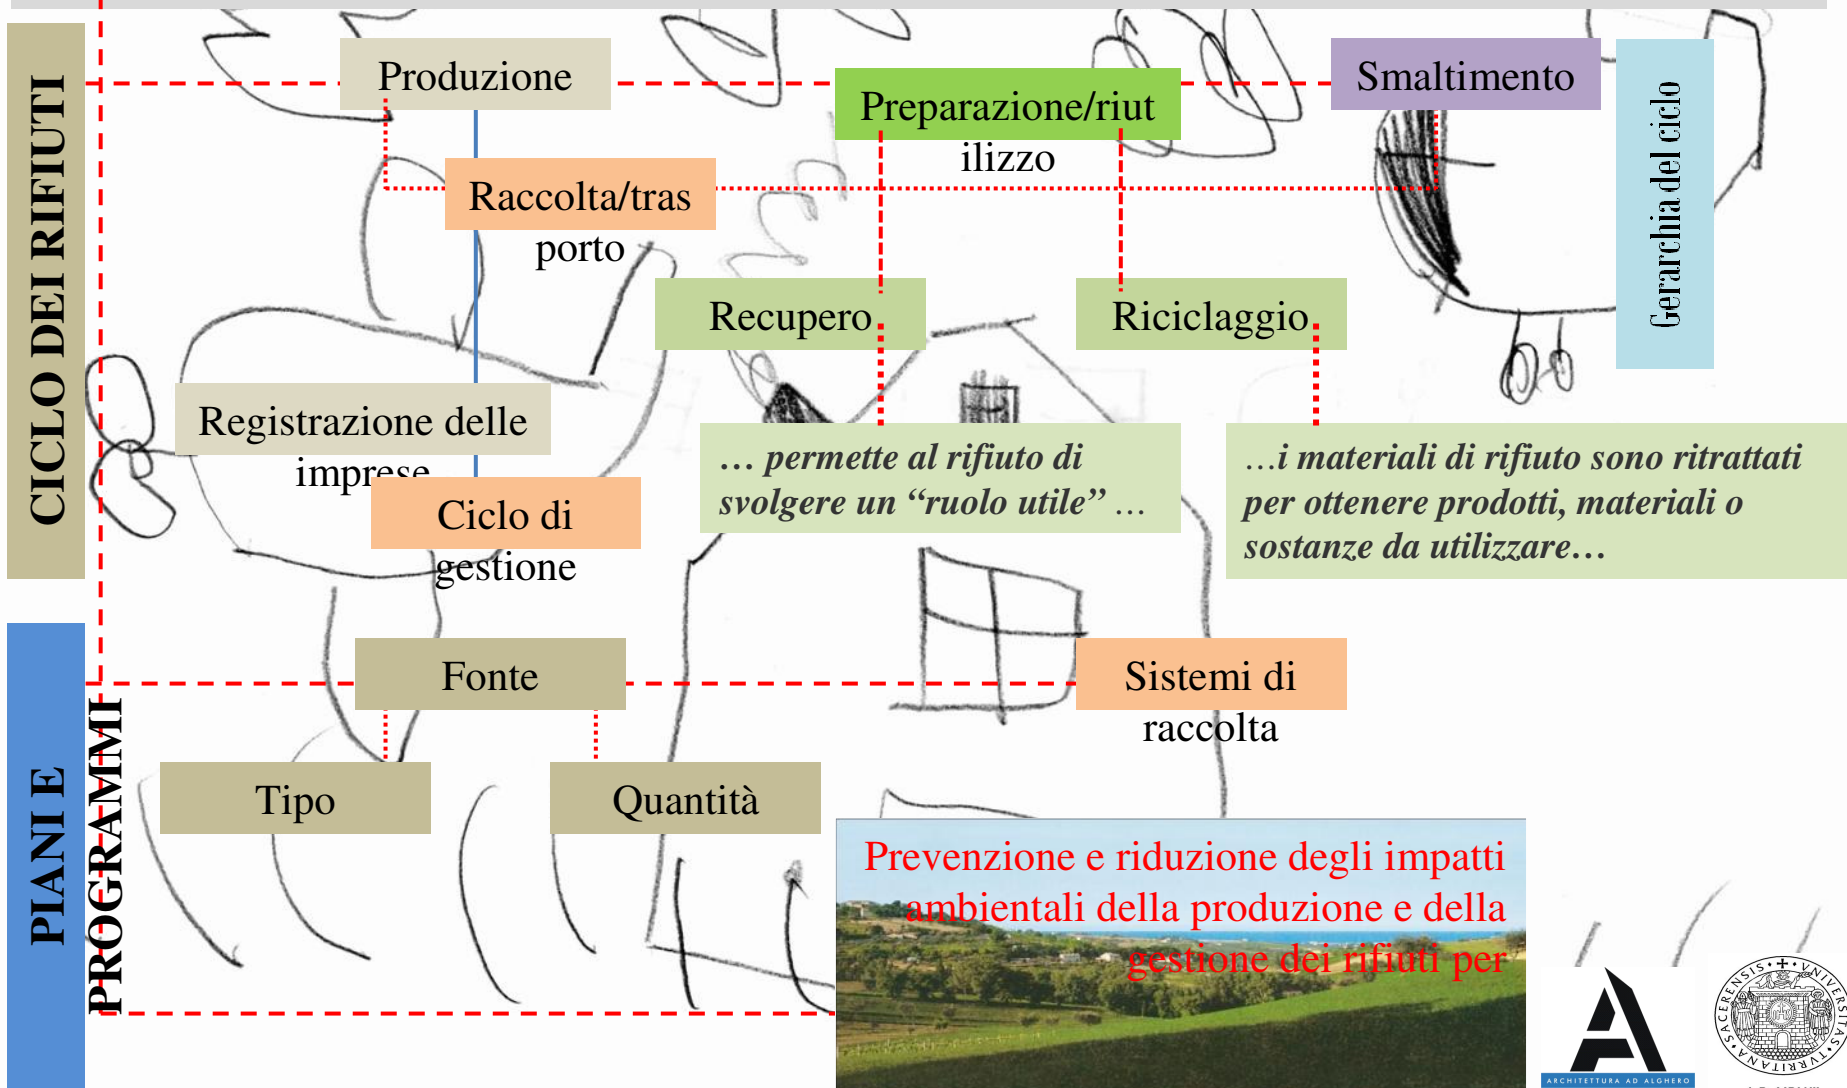 CICLO DEI RIFIUTI
Produzione
Preparazione/riut
ilizzo
Smaltimento
Gerarchia del ciclo
Raccolta/tras
porto
Recupero
Riciclaggio
Registrazione delle
imprese
Ciclo di
gestione
… permette al rifiuto di
svolgere un “ruolo utile” …
…i materiali di rifiuto sono ritrattati
per ottenere prodotti, materiali o
sostanze da utilizzare…
PIANI E
PROGRAMMI
Fonte
Sistemi di
raccolta
Tipo
Quantità
Prevenzione e riduzione degli impatti
ambientali della produzione e della
gestione dei rifiuti per
ARCHITETTURA AD ALGHERO
SACERENSIS VNIVERSITAS TVRRITANA